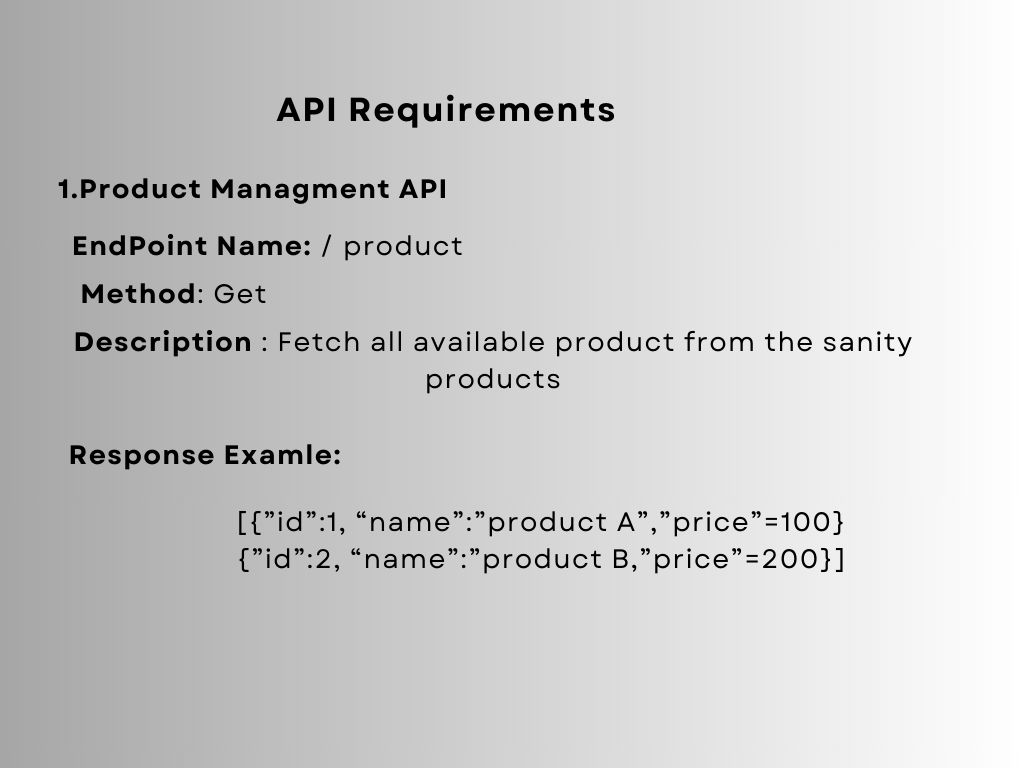 API Requirements
1.Product Managment API
EndPoint Name: / product
Method: Get
Description : Fetch all available product from the sanity
products
Response Examle:
[{”id”:1, “name”:”product A”,”price”=100}
{”id”:2, “name”:”product B,”price”=200}]